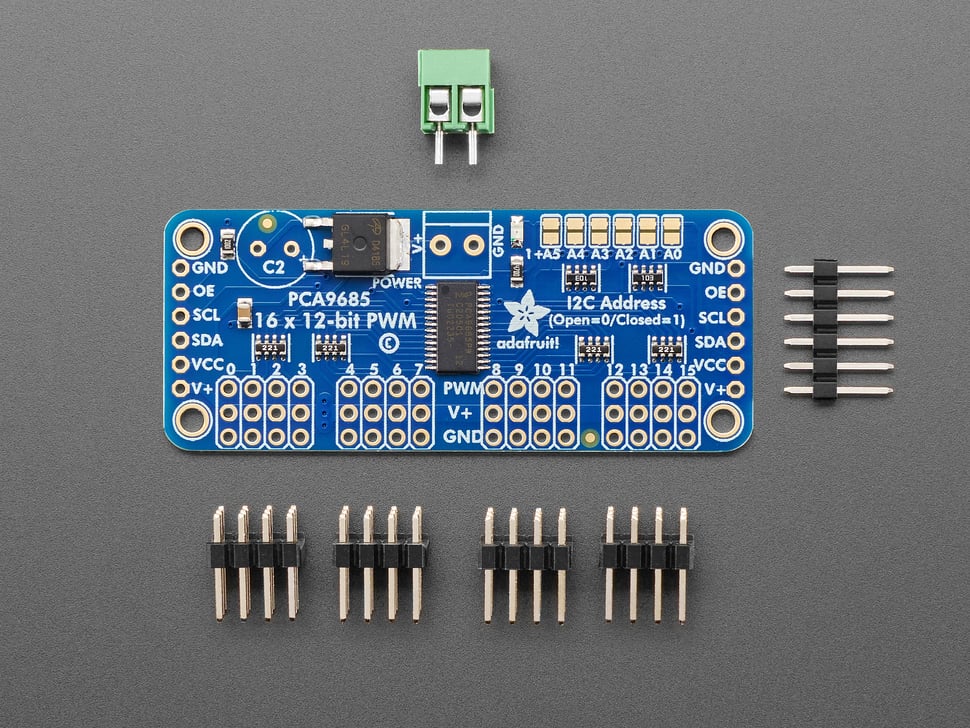 C2
V+
GND
POWER
1+A5 A4 A3 A2 A1 A0
103
103
GND
OE
SCL
SDA
VCC
V+
PCA9685
16 x 12-bit PWM
©
adafruit!
I2C Address
(Open=0/Closed=1)
GND
OE
SCL
SDA
VCC
V+
221
221
221
221
0 1 2 3
4 5 6 7
PWM
V+
GND
8 9 10 11
12 13 14 15